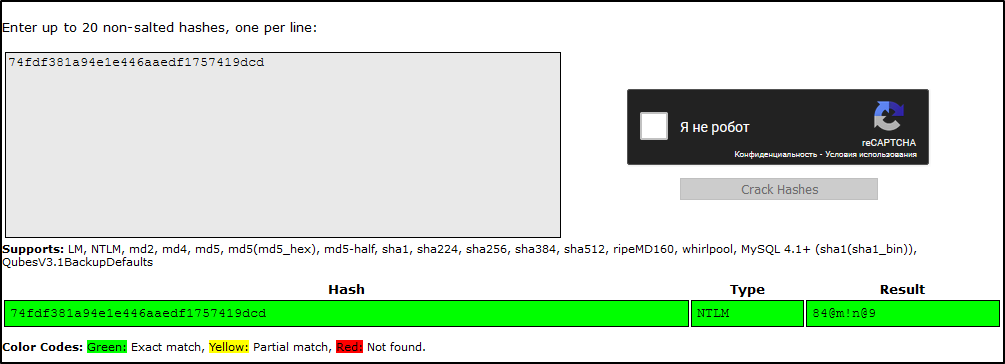 Enter up to 20 non-salted hashes, one per line:
74fdf381a94e1e446aaedf1757419dcd
Я не робот
reCAPTCHA
Конфиденциальность - Условия использования
Crack Hashes
Supports: LM, NTLM, md2, md4, md5, md5(md5_hex), md5-half, sha1, sha224, sha256, sha384, sha512, ripeMD160, whirlpool, MySQL 4.1+ (sha1(sha1_bin)),
QubesV3.1BackupDefaults
Hash Type Result
74fdf381a94e1e446aaedf1757419dcd NTLM 84@m!n@9
Color Codes: Green: Exact match, Yellow: Partial match, Red: Not found.